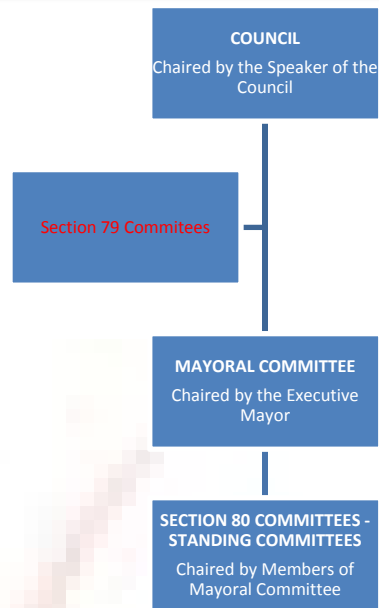 COUNCIL
Chaired by the Speaker of the
Council
Section 79 Commitees
MAYORAL COMMITTEE
Chaired by the Executive
Mayor
SECTION 80 COMMITTEES -
STANDING COMMITTEES
Chaired by Members of
Mayoral Committee